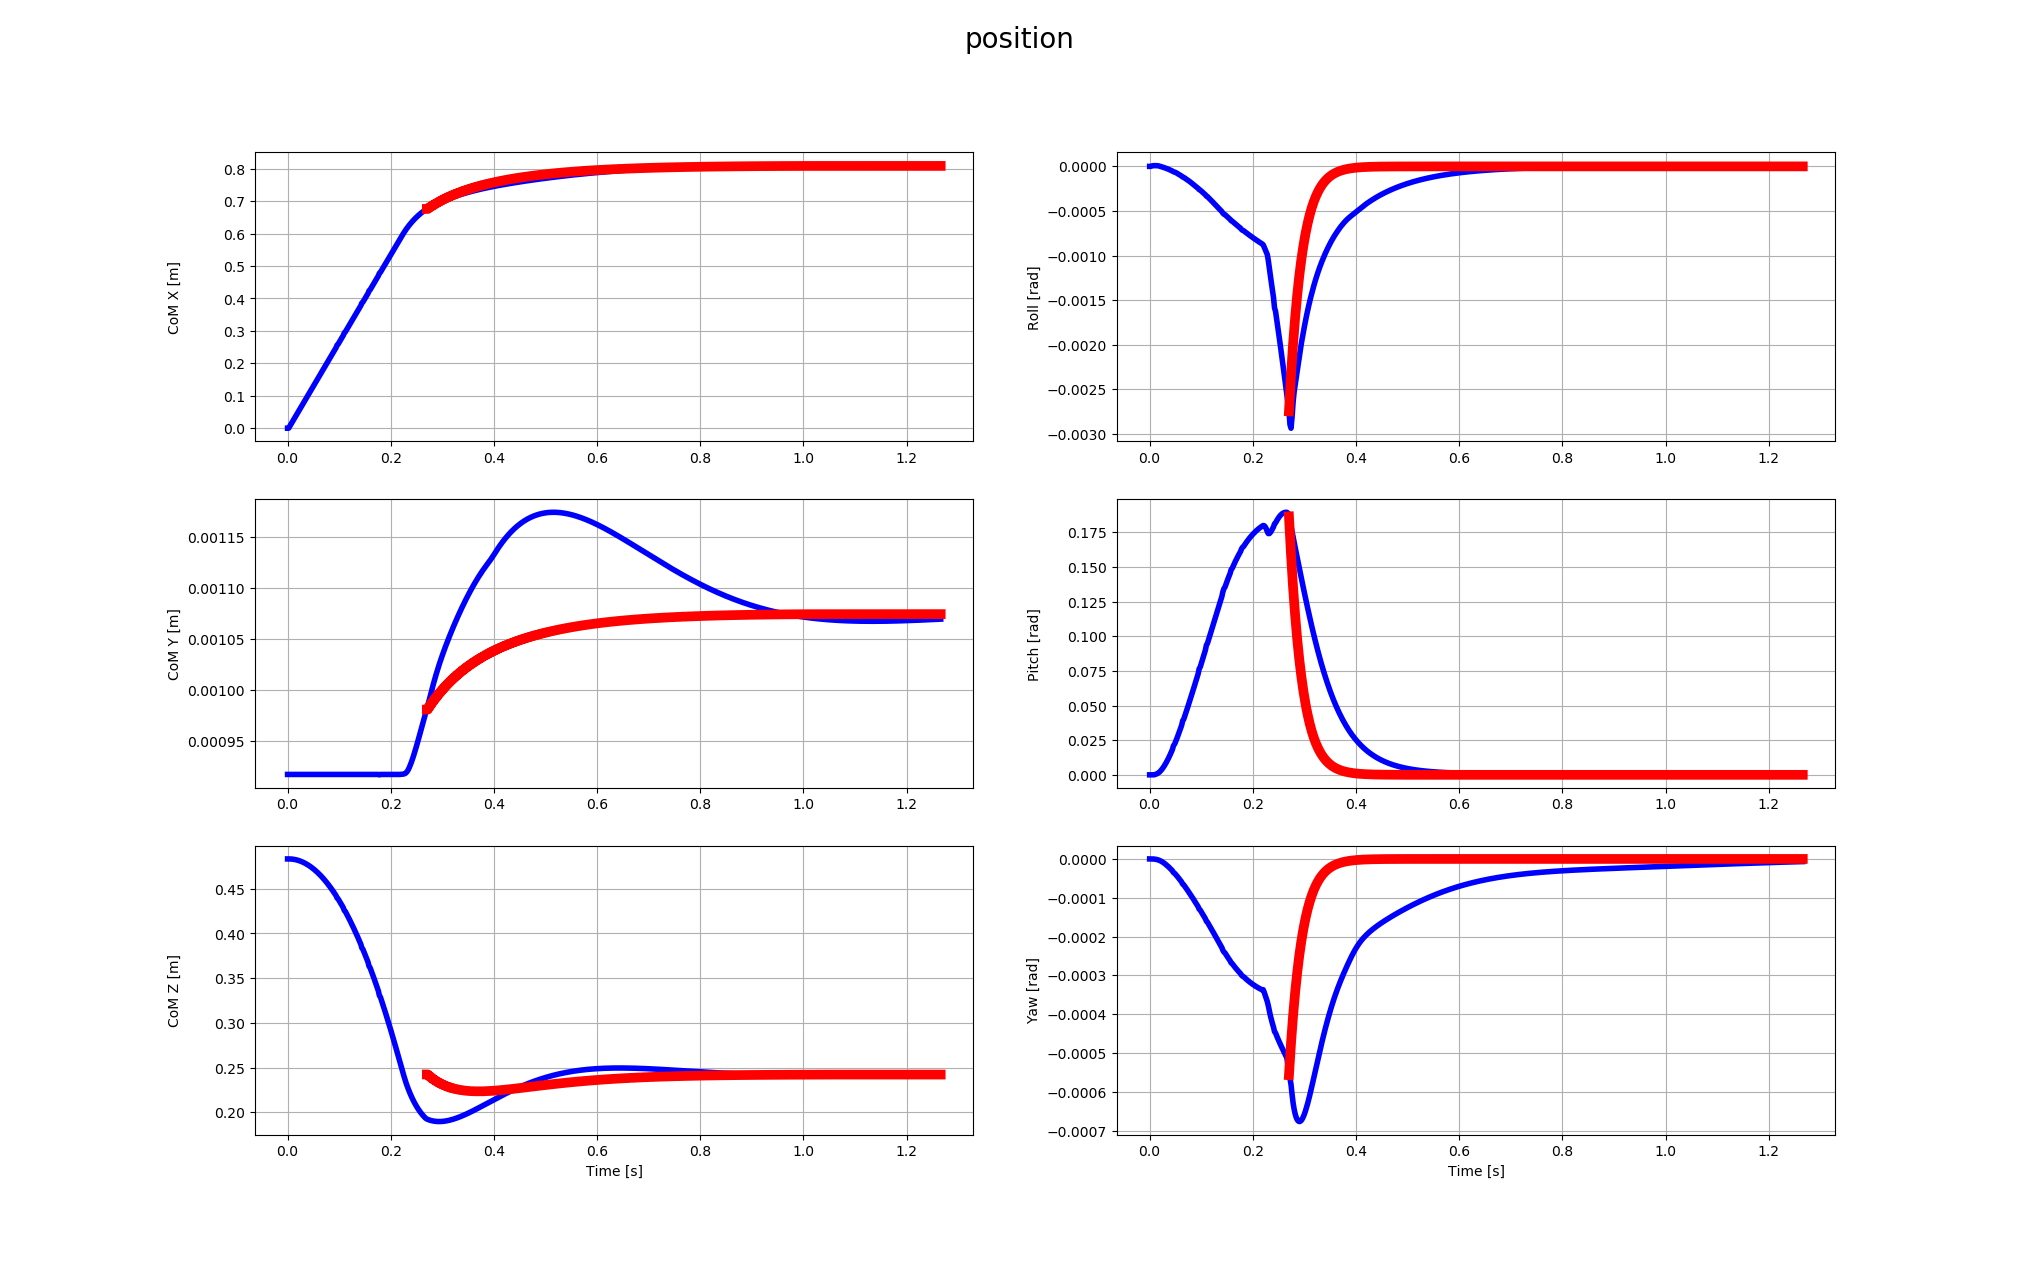 position
CoM X [m]
0.8
0.7
0.6
0.5
0.4
0.3
0.2
0.1
0.0
0.0 0.2 0.4 0.6 0.8 1.0 1.2
Roll [rad]
0.0000
−0.0005
−0.0010
−0.0015
−0.0020
−0.0025
−0.0030
0.0 0.2 0.4 0.6 0.8 1.0 1.2
CoM Y [m]
0.00115
0.00110
0.00105
0.00100
0.00095
0.0 0.2 0.4 0.6 0.8 1.0 1.2
Pitch [rad]
0.175
0.150
0.125
0.100
0.075
0.050
0.025
0.000
0.0 0.2 0.4 0.6 0.8 1.0 1.2
CoM Z [m]
0.45
0.40
0.35
0.30
0.25
0.20
0.0 0.2 0.4 0.6 0.8 1.0 1.2
Time [s]
Yaw [rad]
0.0000
−0.0001
−0.0002
−0.0003
−0.0004
−0.0005
−0.0006
−0.0007
0.0 0.2 0.4 0.6 0.8 1.0 1.2
Time [s]